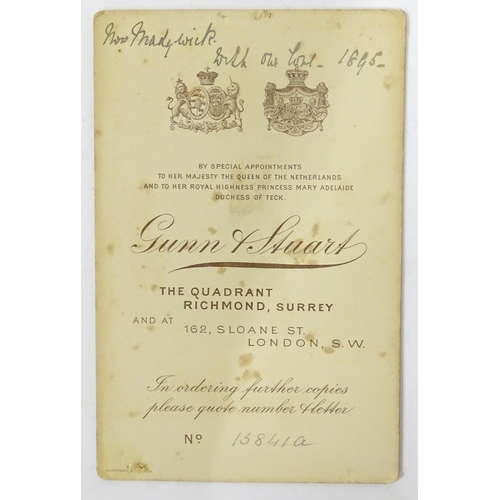 Mrs Madgwick.
With our love - 1895 -
BY SPECIAL APPOINTMENTS
TO HER MAJESTY THE QUEEN OF THE NETHERLANDS
AND TO HER ROYAL HIGHNESS PRINCESS MARY ADELAIDE
DUCHESS OF TECK.
Gunn & Stuart
THE QUADRANT
RICHMOND, SURREY
AND AT 162, SLOANE ST.
LONDON, S.W.
In ordering further copies
please quote number & letter
No 15841a